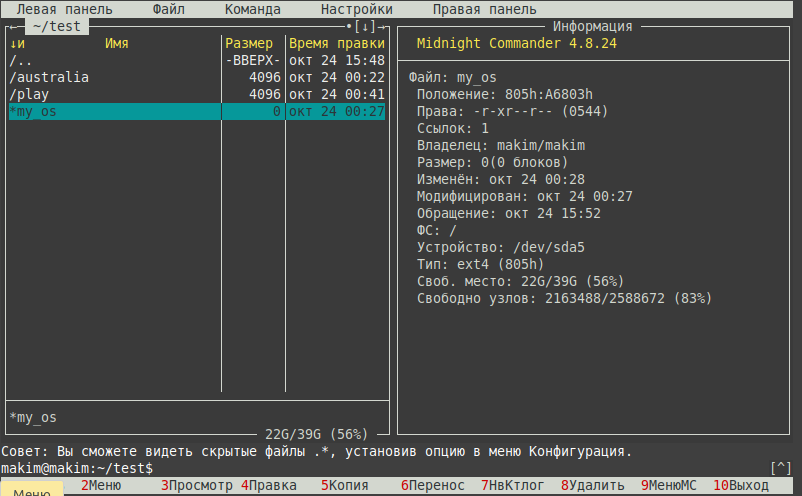 Левая панель Файл Команда Настройки Правая панель
←  ~/test •[↓]→
↓и Имя Размер Время правки
/.. -ВВЕРХ- окт 24 15:48
/australia 4096 окт 24 00:22
/play 4096 окт 24 00:41
*my_os 0 окт 24 00:27
*my_os
22G/39G (56%)
Информация
Midnight Commander 4.8.24
Файл: my_os
Положение: 805h:A6803h
Права: -r-xr--r-- (0544)
Ссылок: 1
Владелец: makim/makim
Размер: 0(0 блоков)
Изменён: окт 24 00:28
Модифицирован: окт 24 00:27
Обращение: окт 24 15:52
ФС: /
Устройство: /dev/sda5
Тип: ext4 (805h)
Своб. место: 22G/39G (56%)
Свободно узлов: 2163488/2588672 (83%)
Совет: Вы сможете видеть скрытые файлы .*, установив опцию в меню Конфигурация.
makim@makim:~/test$ [^]
Меню 2Меню 3Просмотр 4Правка 5Копия 6Перенос 7НвКтлог 8Удалить 9МенюМС 10Выход